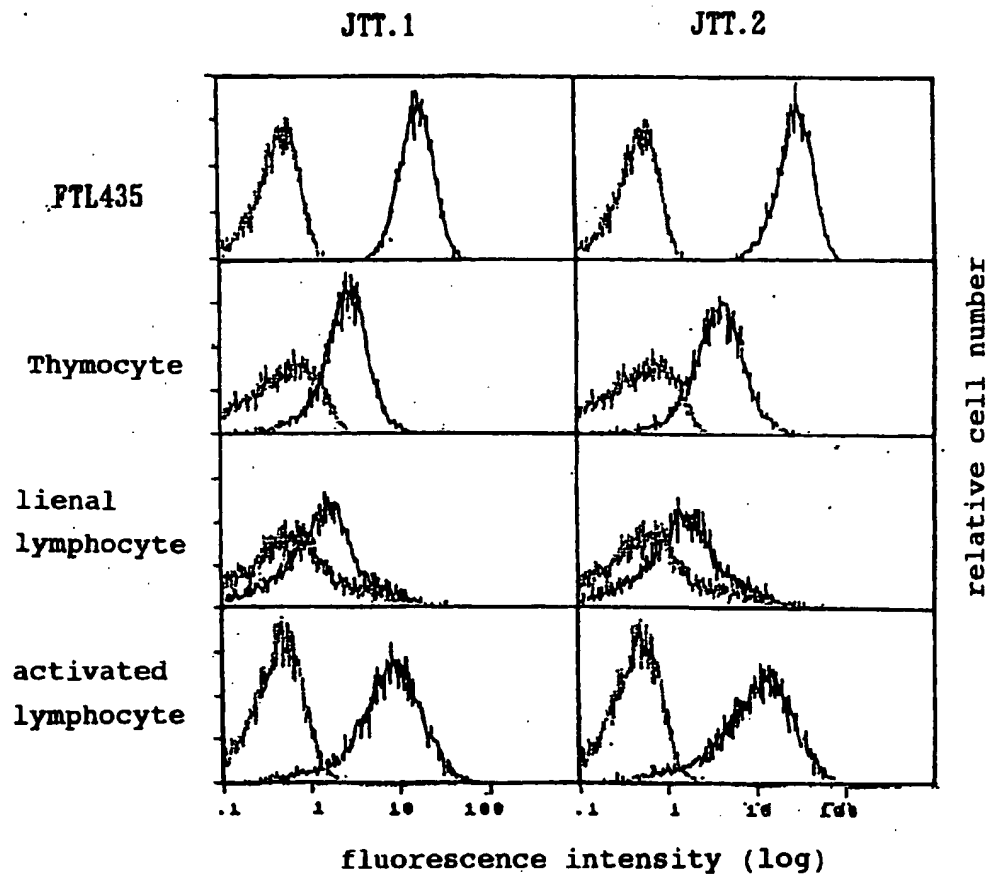 JTT.1
JTT.2
FTL435
Thymocyte
lienal
lymphocyte
activated
lymphocyte
relative cell number
.1 1 10 100
.1 1 10
fluorescence intensity (log)